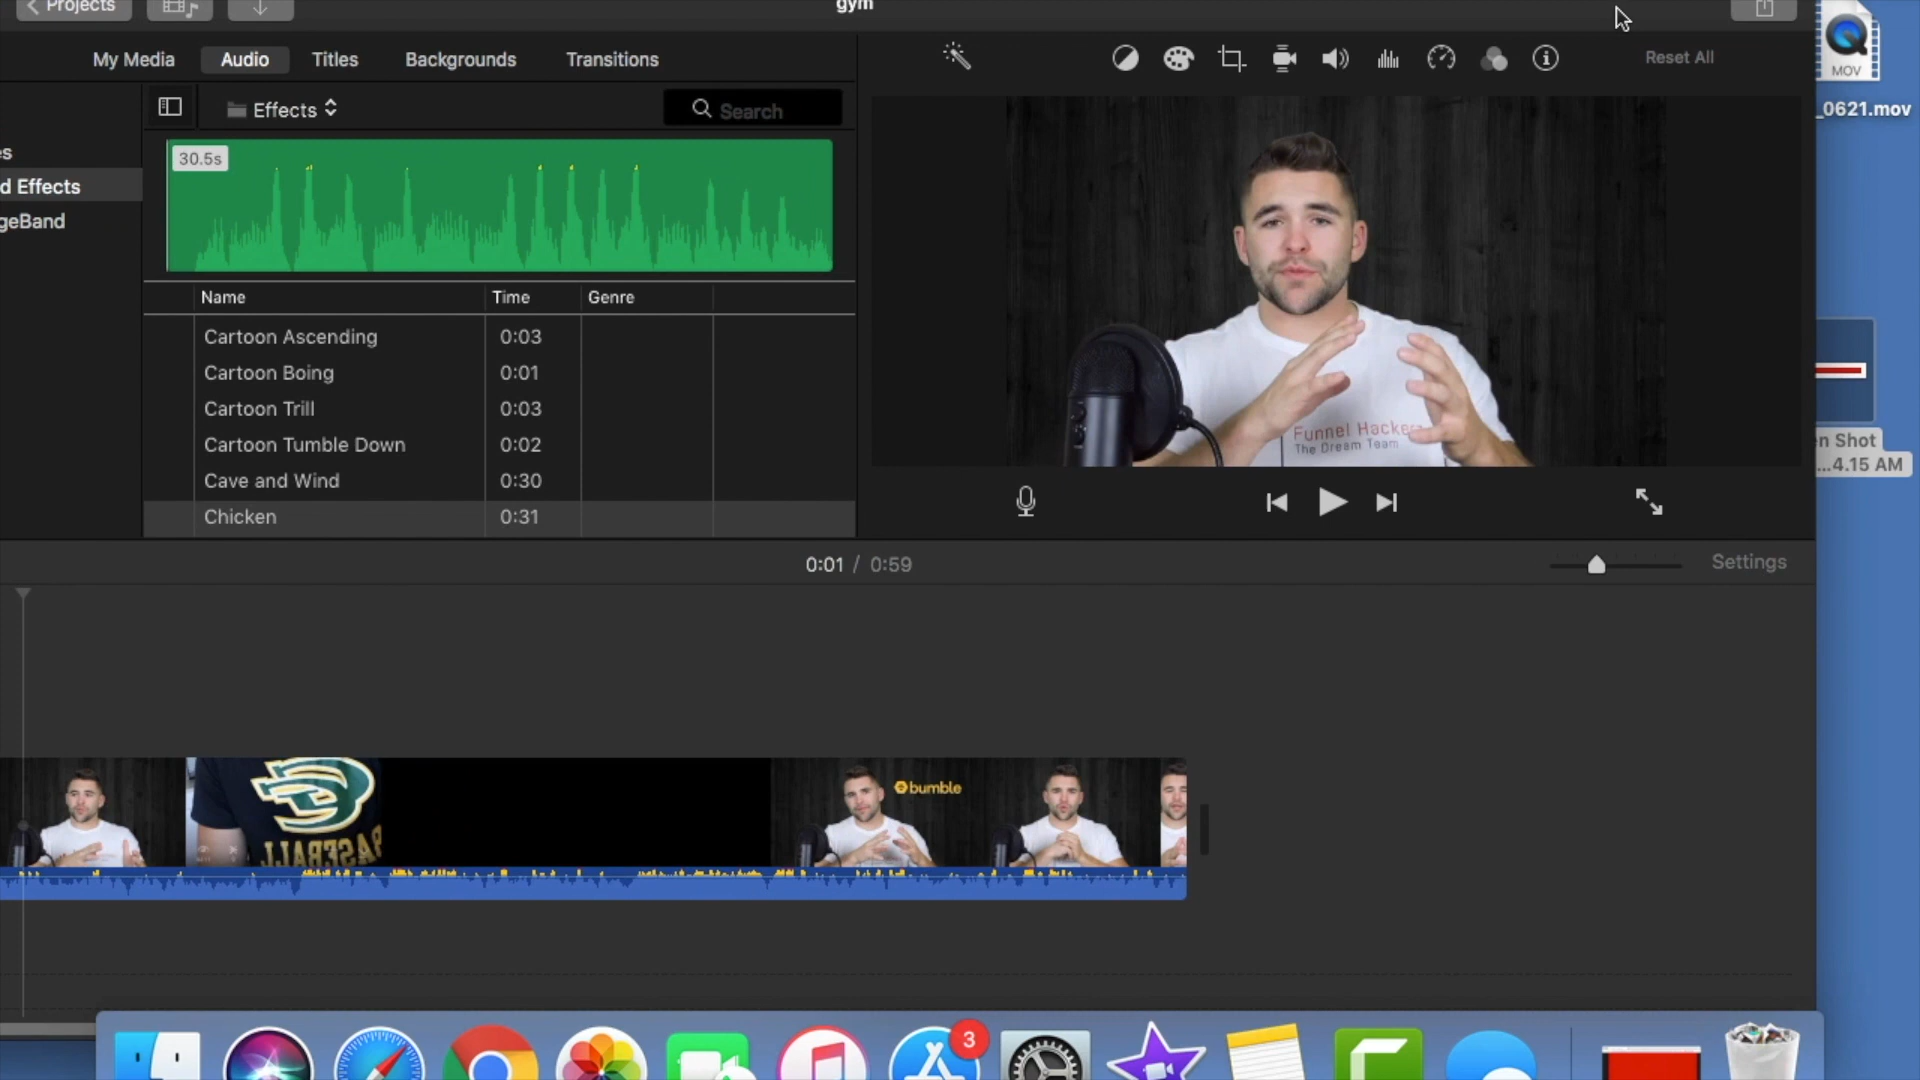 Projects
gym
My Media
Audio
Titles
Backgrounds
Transitions
Reset All
MOV
_0621.mov
Effects
Search
30.5s
d Effects
geBand
Name
Time
Genre
Cartoon Ascending
0:03
Cartoon Boing
0:01
Cartoon Trill
0:03
Cartoon Tumble Down
0:02
Cave and Wind
0:30
Chicken
0:31
Funnel Hacker
The Dream Team
n Shot
...4.15 AM
0:01 / 0:59
Settings
bumble
BASEBALL
3